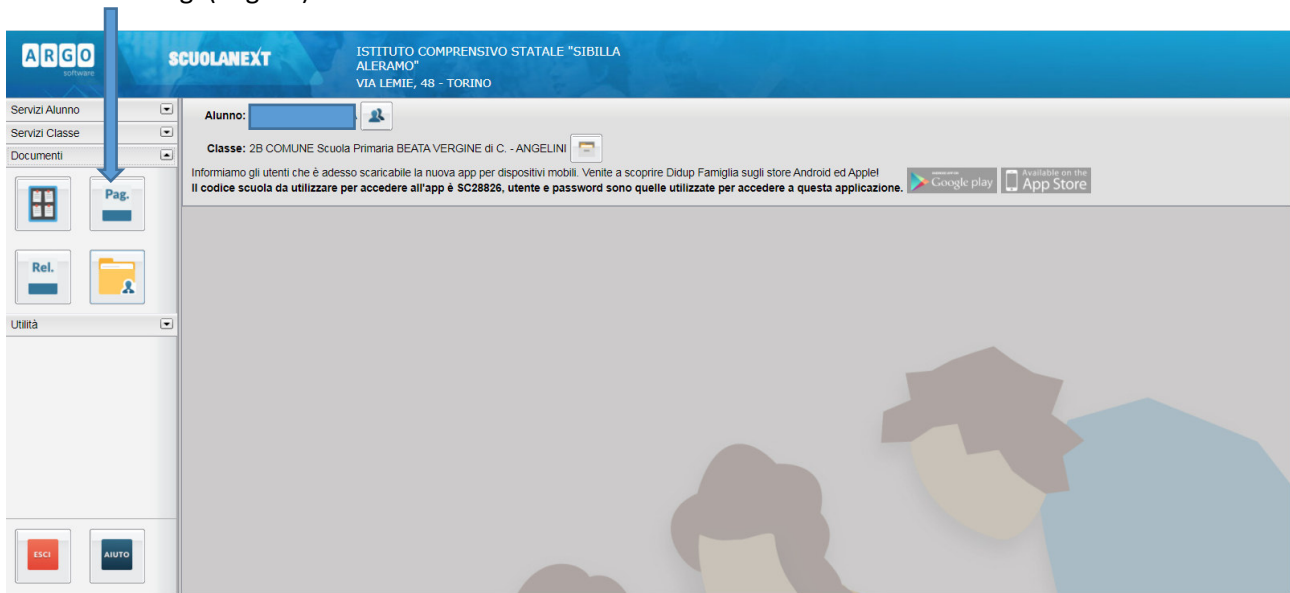 ARGO
software
SCUOLANEXT
ISTITUTO COMPRENSIVO STATALE "SIBILLA
ALERAMO"
VIA LEMIE, 48 - TORINO
Servizi Alunno
Servizi Classe
Documenti
Pag.
Rel.
Utilità
ESCI
AIUTO
Alunno:
Classe: 2B COMUNE Scuola Primaria BEATA VERGINE di C. - ANGELINI
Informiamo gli utenti che è adesso scaricabile la nuova app per dispositivi mobili. Venite a scoprire Didup Famiglia sugli store Android ed Apple!
Il codice scuola da utilizzare per accedere all'app è SC28826, utente e password sono quelle utilizzate per accedere a questa applicazione.
Google play
Available on the
App Store